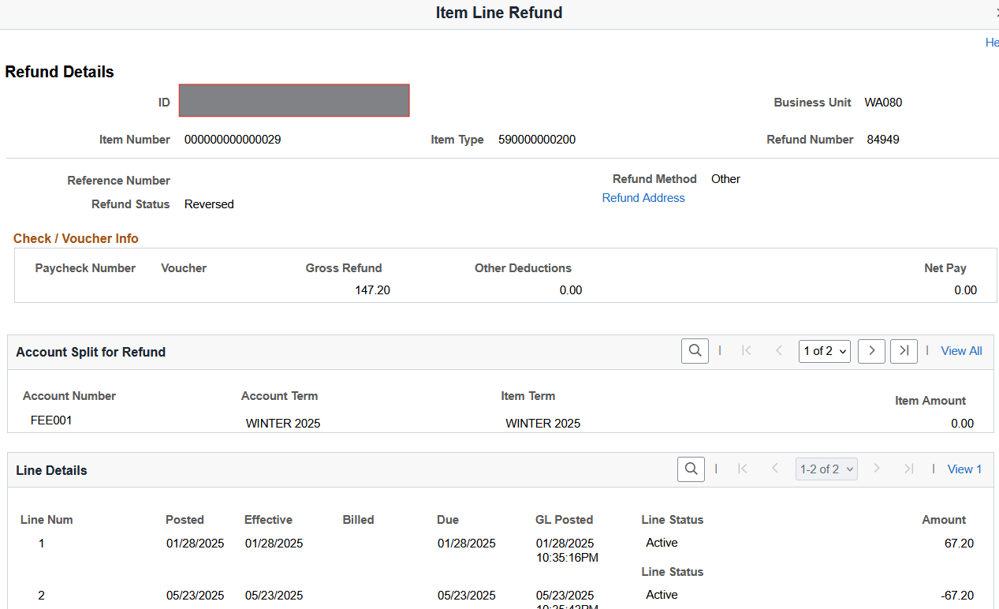 Item Line Refund
He
Refund Details
ID
Business Unit WA080
Item Number 000000000000029 Item Type 590000000200 Refund Number 84949
Reference Number Refund Method Other
Refund Address
Refund Status Reversed
Check / Voucher Info
Paycheck Number Voucher Gross Refund Other Deductions Net Pay
147.20 0.00 0.00
Account Split for Refund 1 of 2 View All
Account Number Account Term Item Term Item Amount
FEE001 WINTER 2025 WINTER 2025 0.00
Line Details 1-2 of 2 View 1
Line Num Posted Effective Billed Due GL Posted Line Status Amount
1 01/28/2025 01/28/2025 01/28/2025 01/28/2025 Active 67.20
10:35:16PM
Line Status
2 05/23/2025 05/23/2025 05/23/2025 05/23/2025 Active -67.20